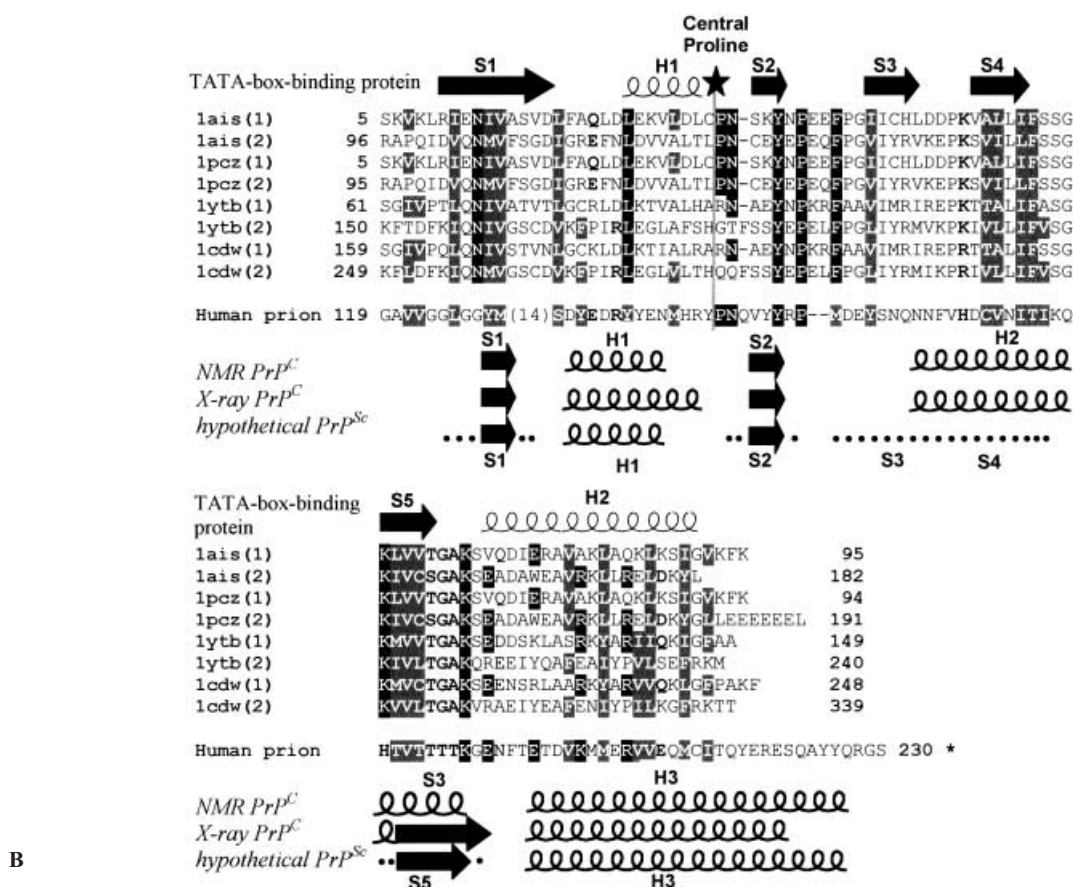 Central
Proline
S1 H1 S2 S3 S4
TATA-box-binding protein
1ais(1) 5 SKVKLRIENIVASVDLFAQLDLEKVLDLCPN-SKYNPEEFPGIICHLDDPKVALLIFSSG
1ais(2) 96 RAPQIDVQNMVFSGDIGREFNLDVVALTLPN-CEYEPEQFPGVIYRVKEPKSVILLFSSG
1pcz(1) 5 SKVKLRIENIVASVDLFAQLDLEKVLDLCPN-SKYNPEEFPGIICHLDDPKVALLIFSSG
1pcz(2) 95 RAPQIDVQNMVFSGDIGREFNLDVVALTLPN-CEYEPEQFPGVIYRVKEPKSVILLFSSG
1ytb(1) 61 SGIVPTLQNIVATVTLGCRLDLKTVALHARN-AEYNPKRFAAVIMRIREPKTTALIFASG
1ytb(2) 150 KFTDFKIQNIVGSCDVKFPIRLEGLAFSHGTFSSYEPELFPGLIYRMVKPKIVLLIFVSG
1cdw(1) 159 SGIVPQLQNIVSTVNLGCKLDLKTIALRARN-AEYNPKRFAAVIMRIREPRTTALIFSSG
1cdw(2) 249 KFLDFKIQNMVGSCDVKFPIRLEGLVLTHQQFSSYEPELFPGLIYRMIKPRIVLLIFVSG
Human prion 119 GAVVGGLGGYM(14)SDYEDRYYENMHRYPNQVYYRP--MDEYSNQNNFVHDCVNITIKQ
S1 H1 S2 H2
NMR PrPC
X-ray PrPC
hypothetical PrPSc
S1 H1 S2 S3 S4
S5 H2
TATA-box-binding
protein
1ais(1) KLVVTGAKSVQDIERAVAKLAQKLKSIGVKFK 95
1ais(2) KIVCSGAKSEADAWEAVRKLLRELDKYL 182
1pcz(1) KLVVTGAKSVQDIERAVAKLAQKLKSIGVKFK 94
1pcz(2) KIVCSGAKSEADAWEAVRKLLRELDKYGLLEEEEEEL 191
1ytb(1) KMVVTGAKSEDDSKLASRKYARIIQKIGFAA 149
1ytb(2) KIVLTGAKQREEIYQAFEAIYPVLSEFRKM 240
1cdw(1) KMVCTGAKSEENSRLAARKYARVVQKLGFPAKF 248
1cdw(2) KVVLTGAKVRAEIYEAFENIYPILKGFRKTT 339
Human prion HTVTTTTKGENFTETDVKMMERVVEQMCITQYERESQAYYQRGS 230 *
S3 H3
NMR PrPC
X-ray PrPC
hypothetical PrPSc
S5 H3
B